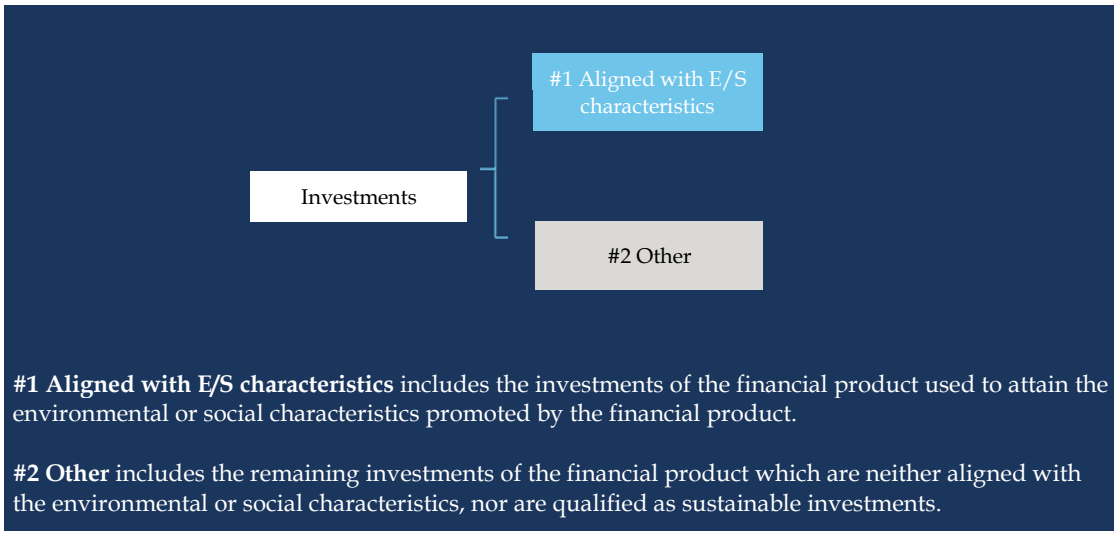 #1 Aligned with E/S
characteristics
Investments
#2 Other
#1 Aligned with E/S characteristics includes the investments of the financial product used to attain the
environmental or social characteristics promoted by the financial product.
#2 Other includes the remaining investments of the financial product which are neither aligned with
the environmental or social characteristics, nor are qualified as sustainable investments.